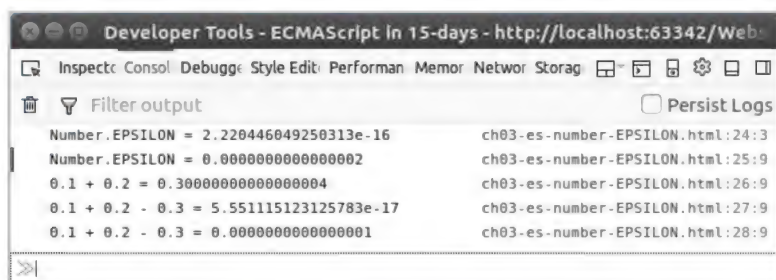 Developer Tools - ECMAScript in 15-days - http://localhost:63342/Webs
Inspecto Consol Debugge Style Edit Performan Memor Networ Storag
Filter output Persist Logs
Number.EPSILON = 2.220446049250313e-16 ch03-es-number-EPSILON.html:24:3
Number.EPSILON = 0.0000000000000002 ch03-es-number-EPSILON.html:25:9
0.1 + 0.2 = 0.30000000000000004 ch03-es-number-EPSILON.html:26:9
0.1 + 0.2 - 0.3 = 5.551115123125783e-17 ch03-es-number-EPSILON.html:27:9
0.1 + 0.2 - 0.3 = 0.0000000000000001 ch03-es-number-EPSILON.html:28:9